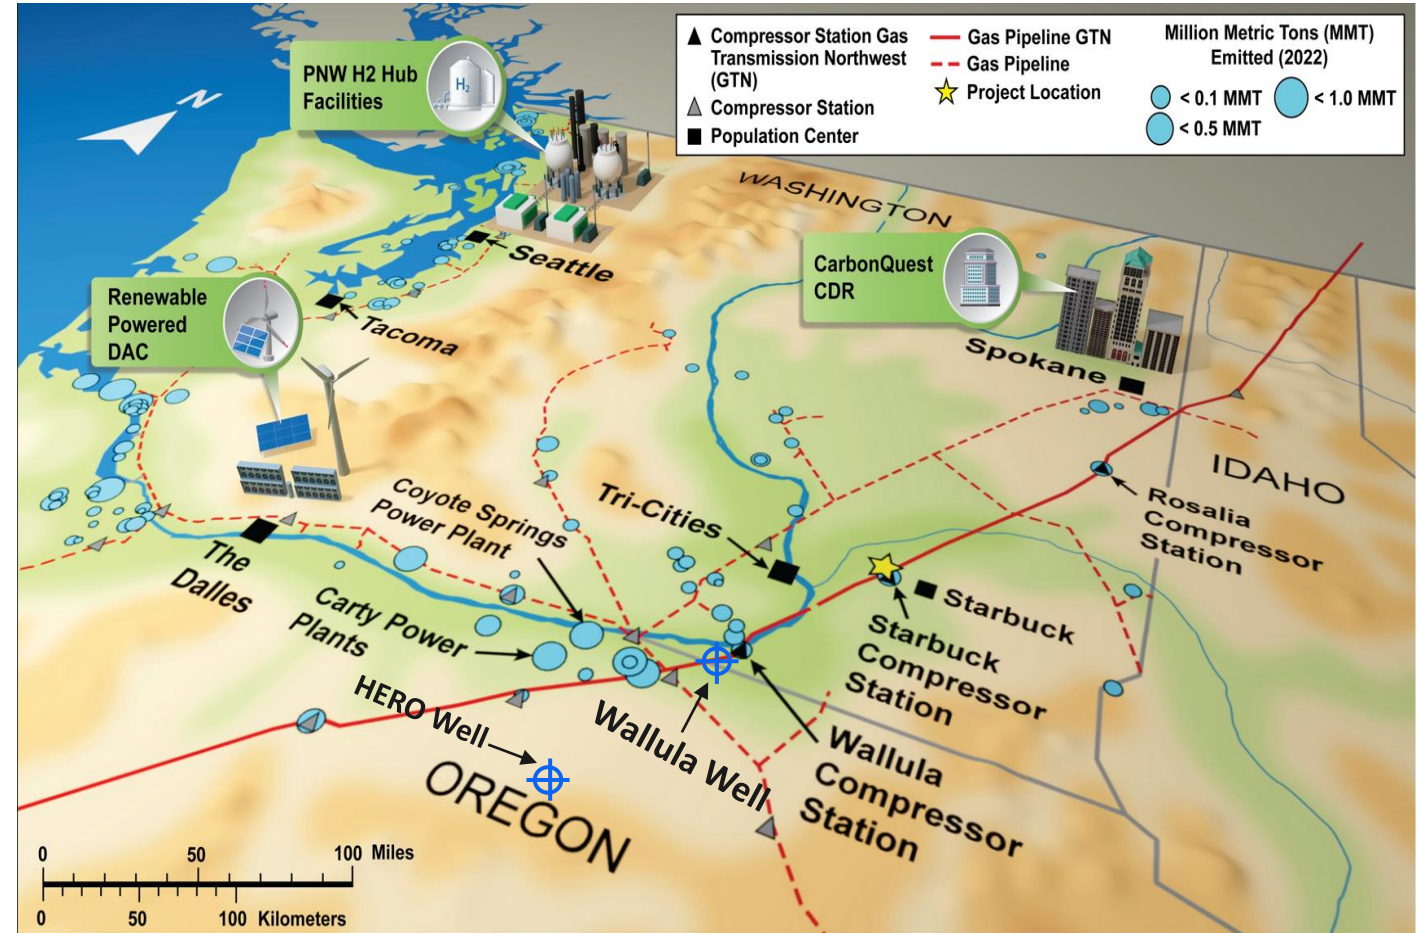 N
PNW H2 Hub
Facilities
H₂
Compressor Station Gas
Transmission Northwest
(GTN)
Compressor Station
Population Center
Gas Pipeline GTN
Gas Pipeline
Project Location
Million Metric Tons (MMT)
Emitted (2022)
< 0.1 MMT
< 1.0 MMT
< 0.5 MMT
WASHINGTON
Seattle
CarbonQuest
CDR
Renewable
Powered
DAC
Tacoma
Spokane
IDAHO
Coyote Springs
Power Plant
Tri-Cities
Rosalia
Compressor
Station
The
Dalles
Carty Power
Plants
Starbuck
Starbuck
Compressor
Station
HERO Well
Wallula Well
Wallula
Compressor
Station
OREGON
0 50 100 Miles
0 50 100 Kilometers